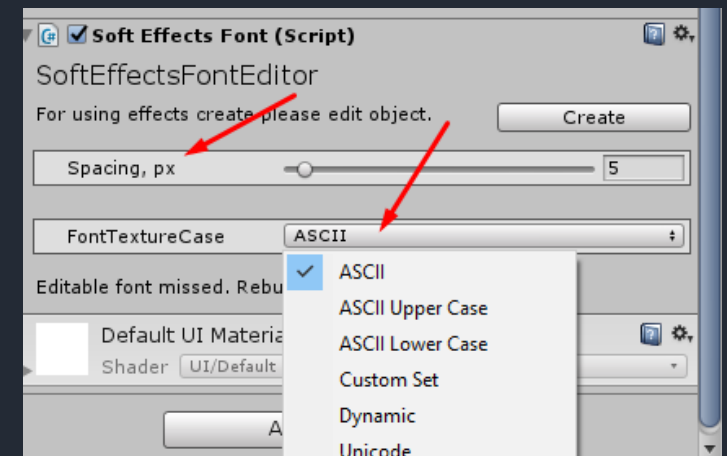 Soft Effects Font (Script)
SoftEffectsFontEditor
For using effects create please edit object.
Create
Spacing, px
5
FontTextureCase
ASCII
ASCII
Editable font missed. Rebu
ASCII Upper Case
Default UI Materia
ASCII Lower Case
Shader
UI/Default
Custom Set
Dynamic
A
Unicode